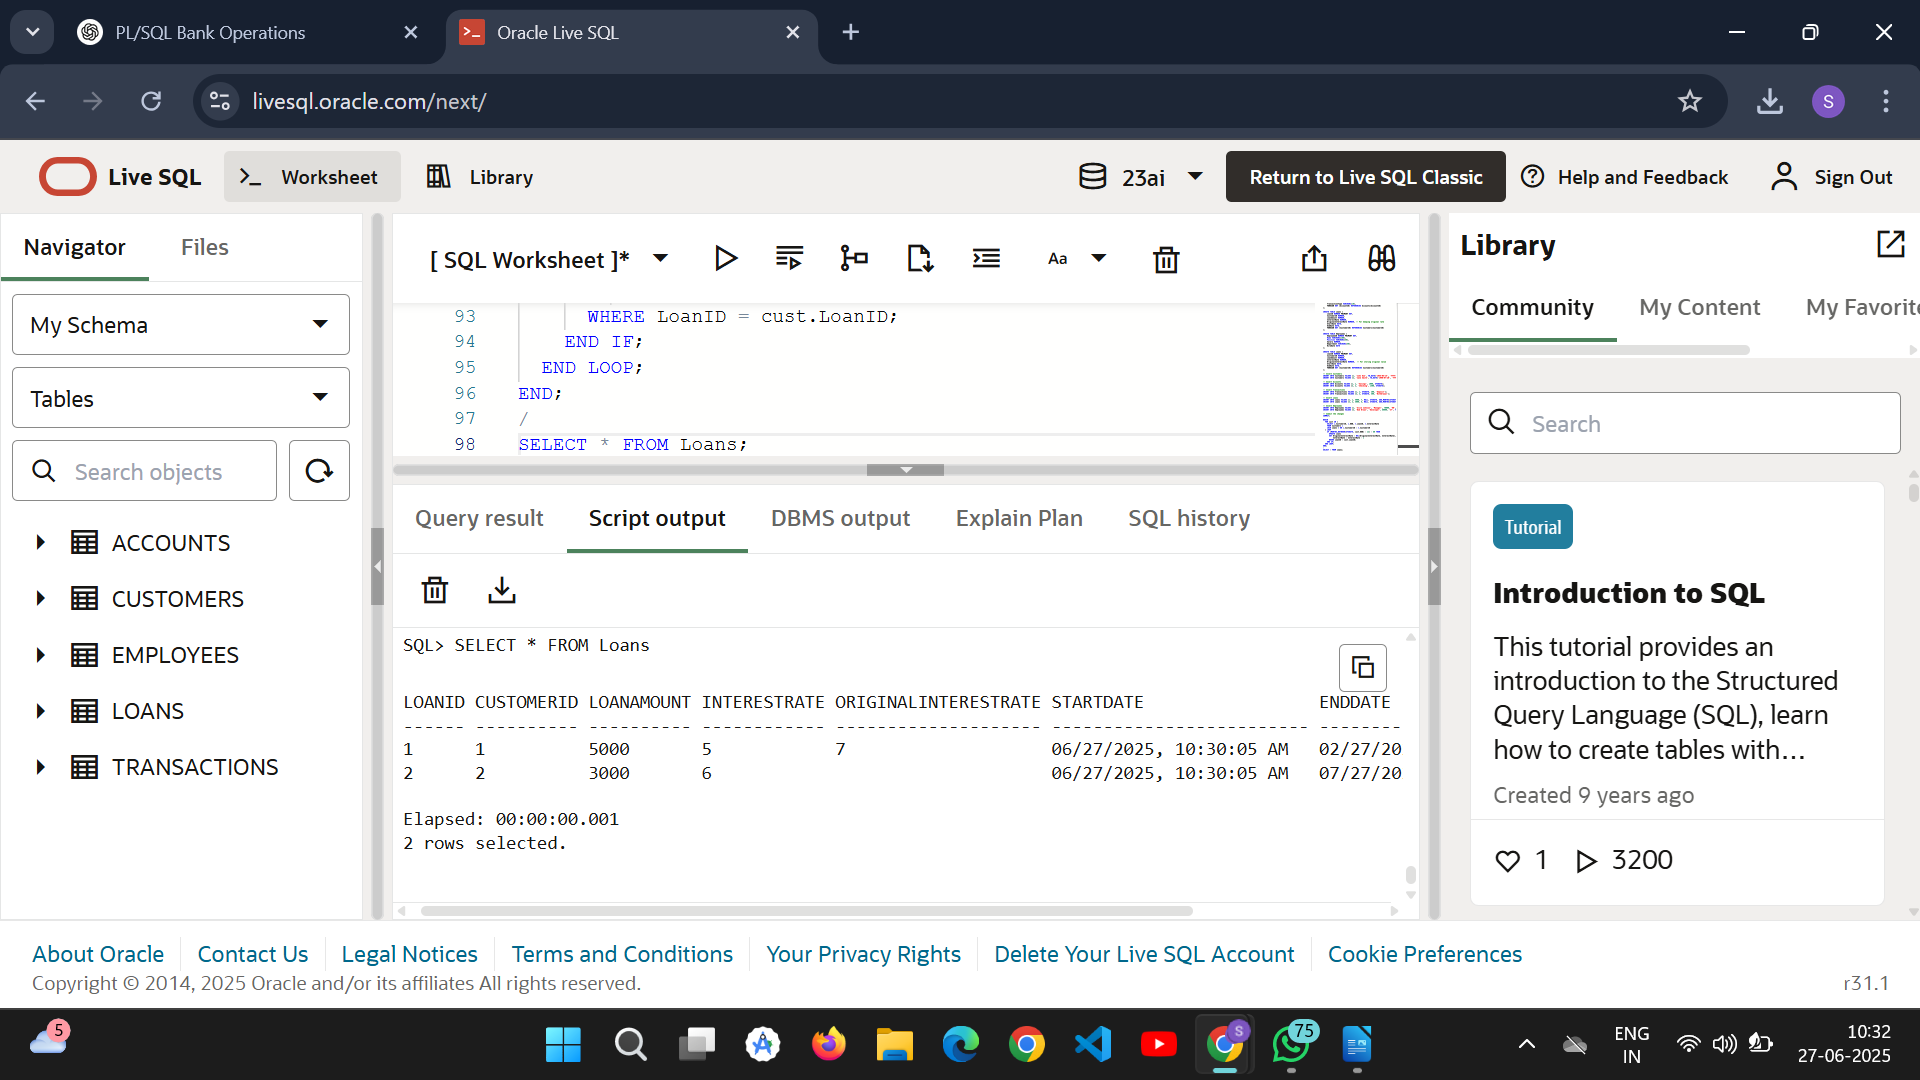 PL/SQL Bank Operations
Oracle Live SQL
livesql.oracle.com/next/
S
Live SQL
Worksheet
Library
23ai
Return to Live SQL Classic
Help and Feedback
Sign Out
Navigator
Files
My Schema
Tables
Search objects
ACCOUNTS
CUSTOMERS
EMPLOYEES
LOANS
TRANSACTIONS
[ SQL Worksheet ]*
Aa
93 WHERE LoanID = cust.LoanID;
94 END IF;
95 END LOOP;
96 END;
97 /
98 SELECT * FROM Loans;
Query result
Script output
DBMS output
Explain Plan
SQL history
SQL> SELECT * FROM Loans
LOANID CUSTOMERID LOANAMOUNT INTERESTRATE ORIGINALINTERESTRATE STARTDATE ENDDATE
------ ---------- ---------- ------------ -------------------- ------------------------- --------
1 1 5000 5 7 06/27/2025, 10:30:05 AM 02/27/20
2 2 3000 6 06/27/2025, 10:30:05 AM 07/27/20
Elapsed: 00:00:00.001
2 rows selected.
Library
Community
My Content
My Favorite
Search
Tutorial
Introduction to SQL
This tutorial provides an
introduction to the Structured
Query Language (SQL), learn
how to create tables with...
Created 9 years ago
1
3200
About Oracle
Contact Us
Legal Notices
Terms and Conditions
Your Privacy Rights
Delete Your Live SQL Account
Cookie Preferences
Copyright © 2014, 2025 Oracle and/or its affiliates All rights reserved.
r31.1
5
S
75
ENG
IN
10:32
27-06-2025